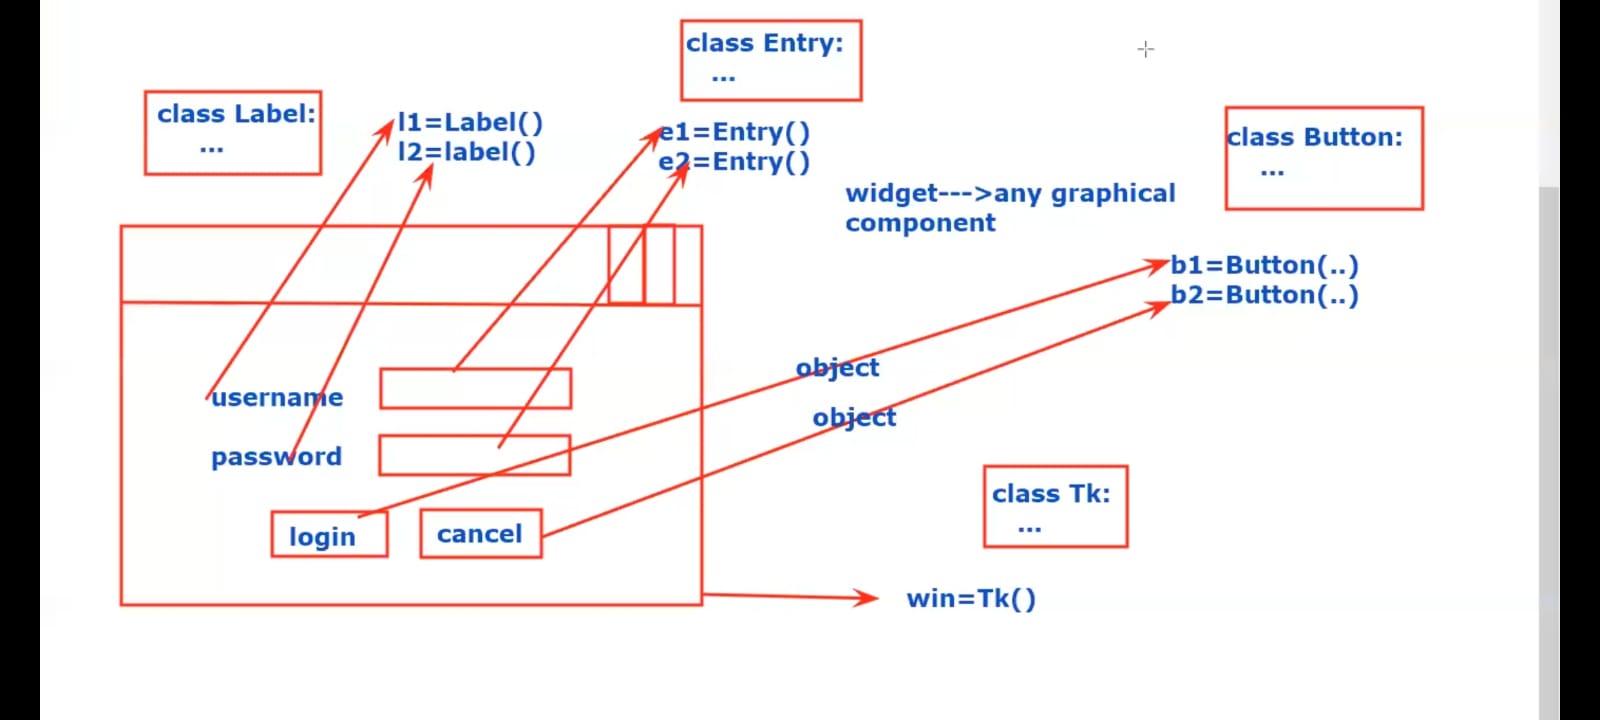 class Entry:
...
class Label:
...
l1=Label()
l2=label()
e1=Entry()
e2=Entry()
class Button:
...
widget--->any graphical
component
b1=Button(..)
b2=Button(..)
object
object
username
password
login
cancel
class Tk:
...
win=Tk()